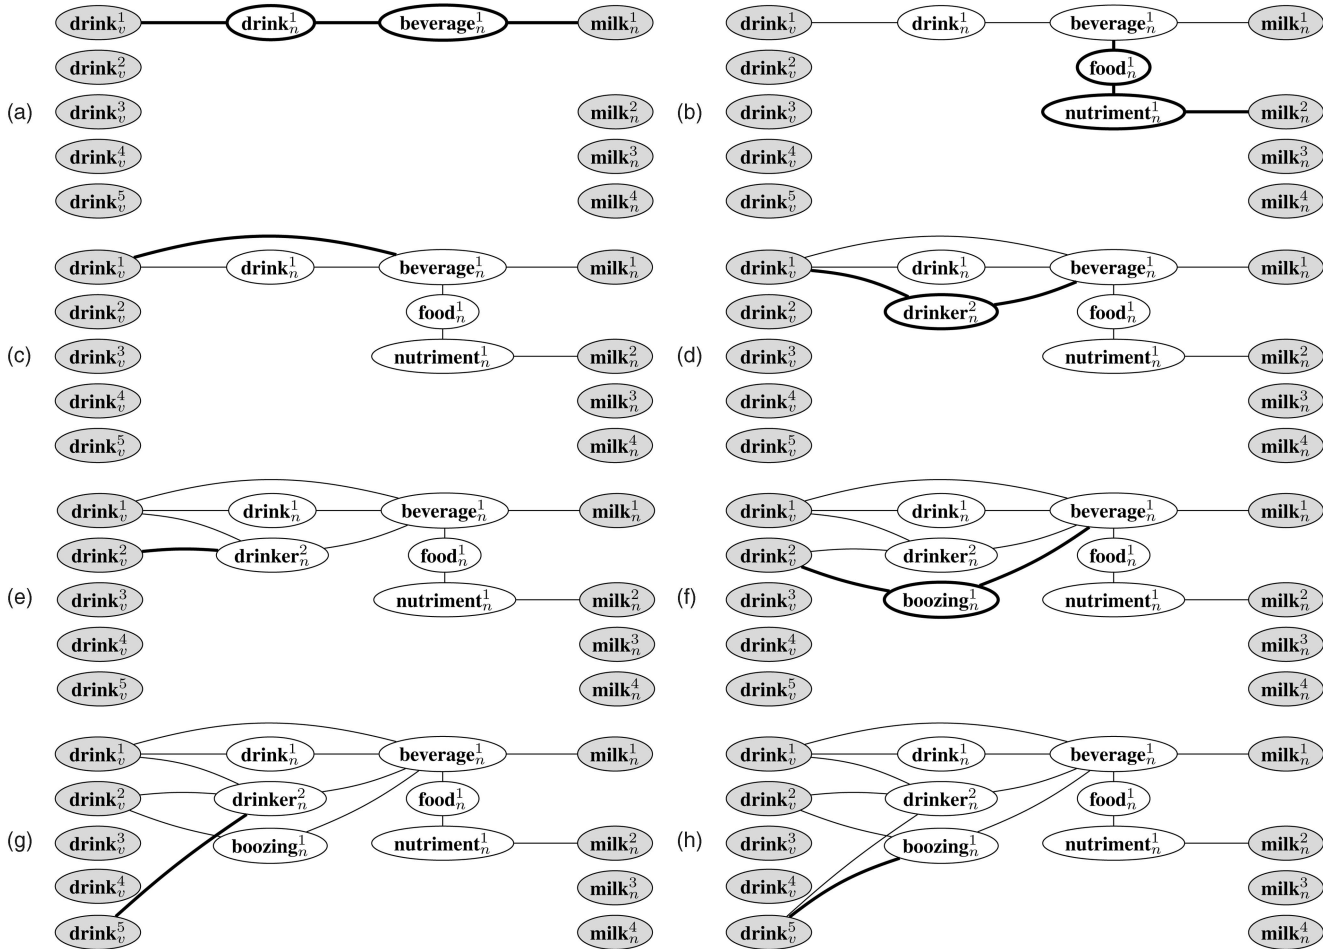 drink¹ᵥ drink¹ₙ beverage¹ₙ milk¹ₙ
drink²ᵥ
(a) drink³ᵥ milk²ₙ
drink⁴ᵥ milk³ₙ
drink⁵ᵥ milk⁴ₙ
drink¹ᵥ drink¹ₙ beverage¹ₙ milk¹ₙ
drink²ᵥ food¹ₙ
(b) drink³ᵥ nutriment¹ₙ milk²ₙ
drink⁴ᵥ milk³ₙ
drink⁵ᵥ milk⁴ₙ
drink¹ᵥ drink¹ₙ beverage¹ₙ milk¹ₙ
drink²ᵥ food¹ₙ
(c) drink³ᵥ nutriment¹ₙ milk²ₙ
drink⁴ᵥ milk³ₙ
drink�5ᵥ milk⁴ₙ
drink¹ᵥ drink¹ₙ beverage¹ₙ milk¹ₙ
drink²ᵥ drinker²ₙ food¹ₙ
(d) drink³ᵥ nutriment¹ₙ milk²ₙ
drink⁴ᵥ milk³ₙ
drink⁵ᵥ milk⁴ₙ
drink¹ᵥ drink¹ₙ beverage¹ₙ milk¹ₙ
drink²ᵥ drinker²ₙ food¹ₙ
(e) drink³ᵥ nutriment¹ₙ milk²ₙ
drink⁴ᵥ milk³ₙ
drink⁵ᵥ milk⁴ₙ
drink¹ᵥ drink¹ₙ beverage¹ₙ milk¹ₙ
drink²ᵥ drinker²ₙ food¹ₙ
(f) drink³ᵥ boozing¹ₙ nutriment¹ₙ milk²ₙ
drink⁴ᵥ milk³ₙ
drink⁵ᵥ milk⁴ₙ
drink¹ᵥ drink¹ₙ beverage¹ₙ milk¹ₙ
drink²ᵥ drinker²ₙ food¹ₙ
(g) drink³ᵥ boozing¹ₙ nutriment¹ₙ milk²ₙ
drink⁴ᵥ milk³ₙ
drink⁵ᵥ milk⁴ₙ
drink¹ᵥ drink¹ₙ beverage¹ₙ milk¹ₙ
drink²ᵥ drinker²ₙ food¹ₙ
(h) drink³ᵥ boozing¹ₙ nutriment¹ₙ milk²ₙ
drink⁴ᵥ milk³ₙ
drink⁵ᵥ milk⁴ₙ